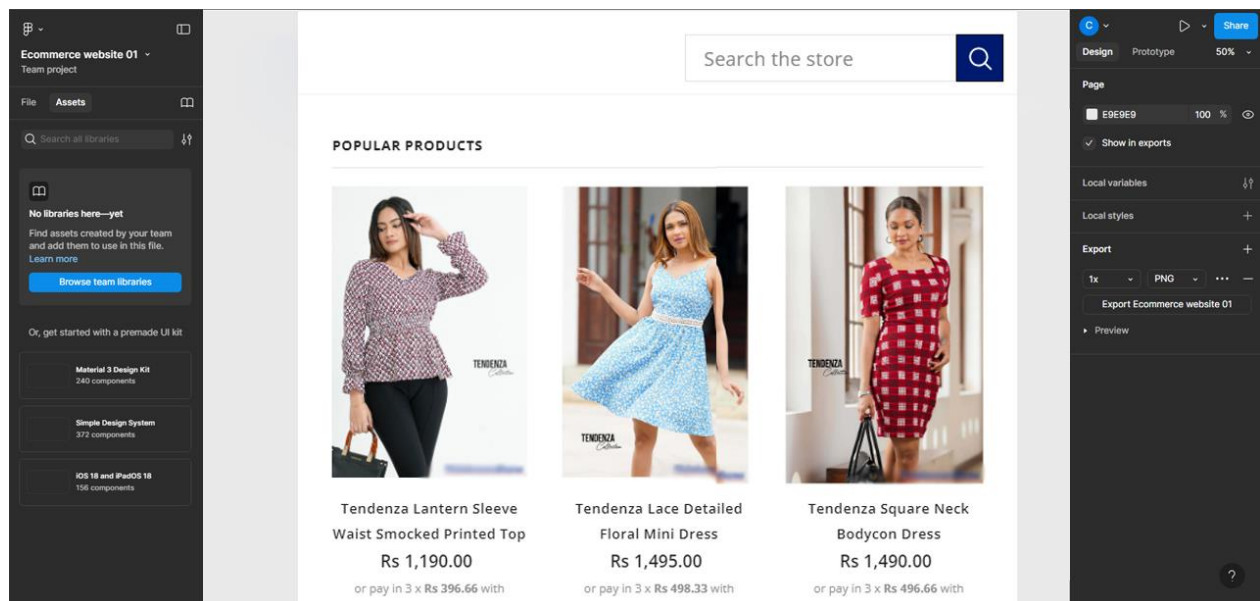 Ecommerce website 01
Team project
File Assets
Search all libraries
No libraries here—yet
Find assets created by your team
and add them to use in this file.
Learn more
Browse team libraries
Or, get started with a premade UI kit
Material 3 Design Kit
240 components
Simple Design System
372 components
iOS 18 and iPadOS 18
156 components
Search the store
POPULAR PRODUCTS
TENDENZA
Collection
TENDENZA
Collection
TENDENZA
Collection
Tendenza Lantern Sleeve
Waist Smocked Printed Top
Rs 1,190.00
or pay in 3 x Rs 396.66 with
Tendenza Lace Detailed
Floral Mini Dress
Rs 1,495.00
or pay in 3 x Rs 498.33 with
Tendenza Square Neck
Bodycon Dress
Rs 1,490.00
or pay in 3 x Rs 496.66 with
C
Share
Design Prototype 50%
Page
E9E9E9 100 %
Show in exports
Local variables
Local styles
Export
1x PNG
Export Ecommerce website 01
Preview
?